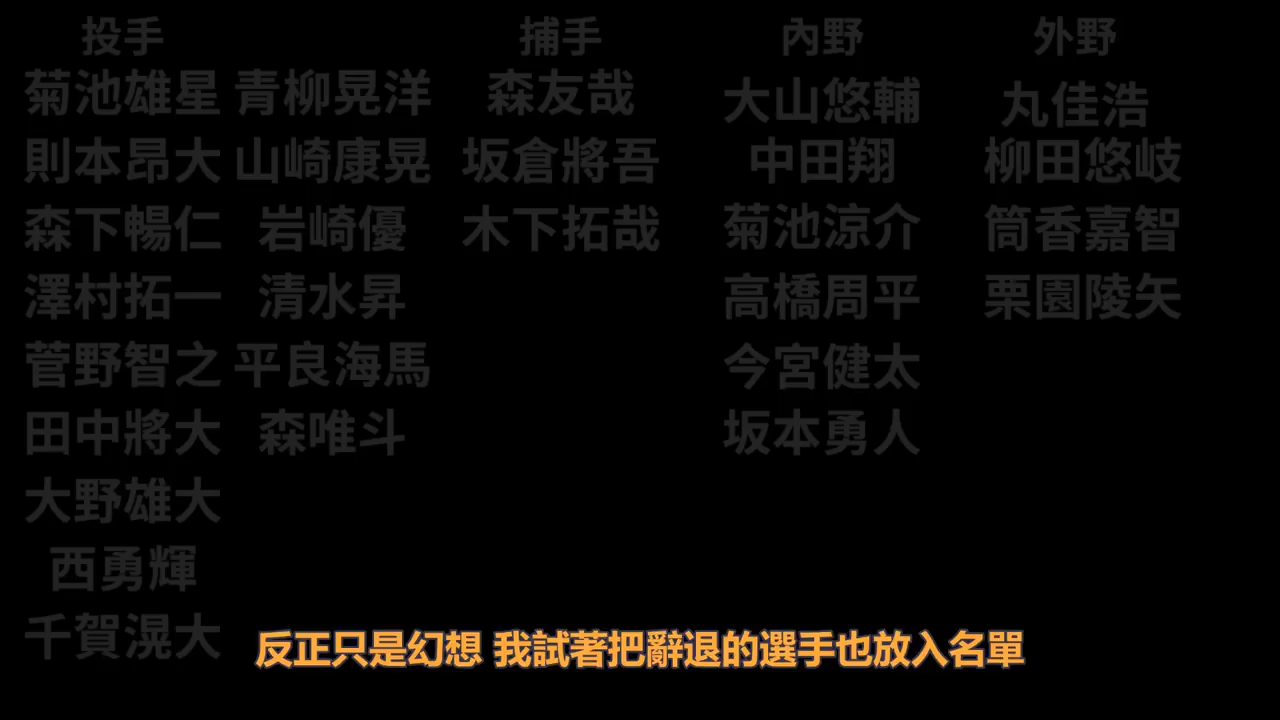 投手 捕手 內野 外野
菊池雄星 青柳晃洋 森友哉 大山悠輔 丸佳浩
則本昂大 山崎康晃 坂倉將吾 中田翔 柳田悠岐
森下暢仁 岩崎優 木下拓哉 菊池涼介 筒香嘉智
澤村拓一 清水昇 高橋周平 栗園陵矢
菅野智之 平良海馬 今宮健太
田中將大 森唯斗 坂本勇人
大野雄大
西勇輝
千賀滉大
反正只是幻想 我試著把辭退的選手也放入名單